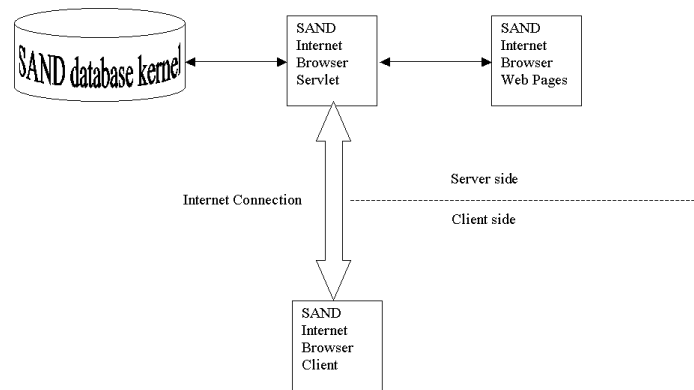 SAND database kernel
SAND
Internet
Browser
Servlet
SAND
Internet
Browser
Web Pages
Internet Connection
Server side
Client side
SAND
Internet
Browser
Client